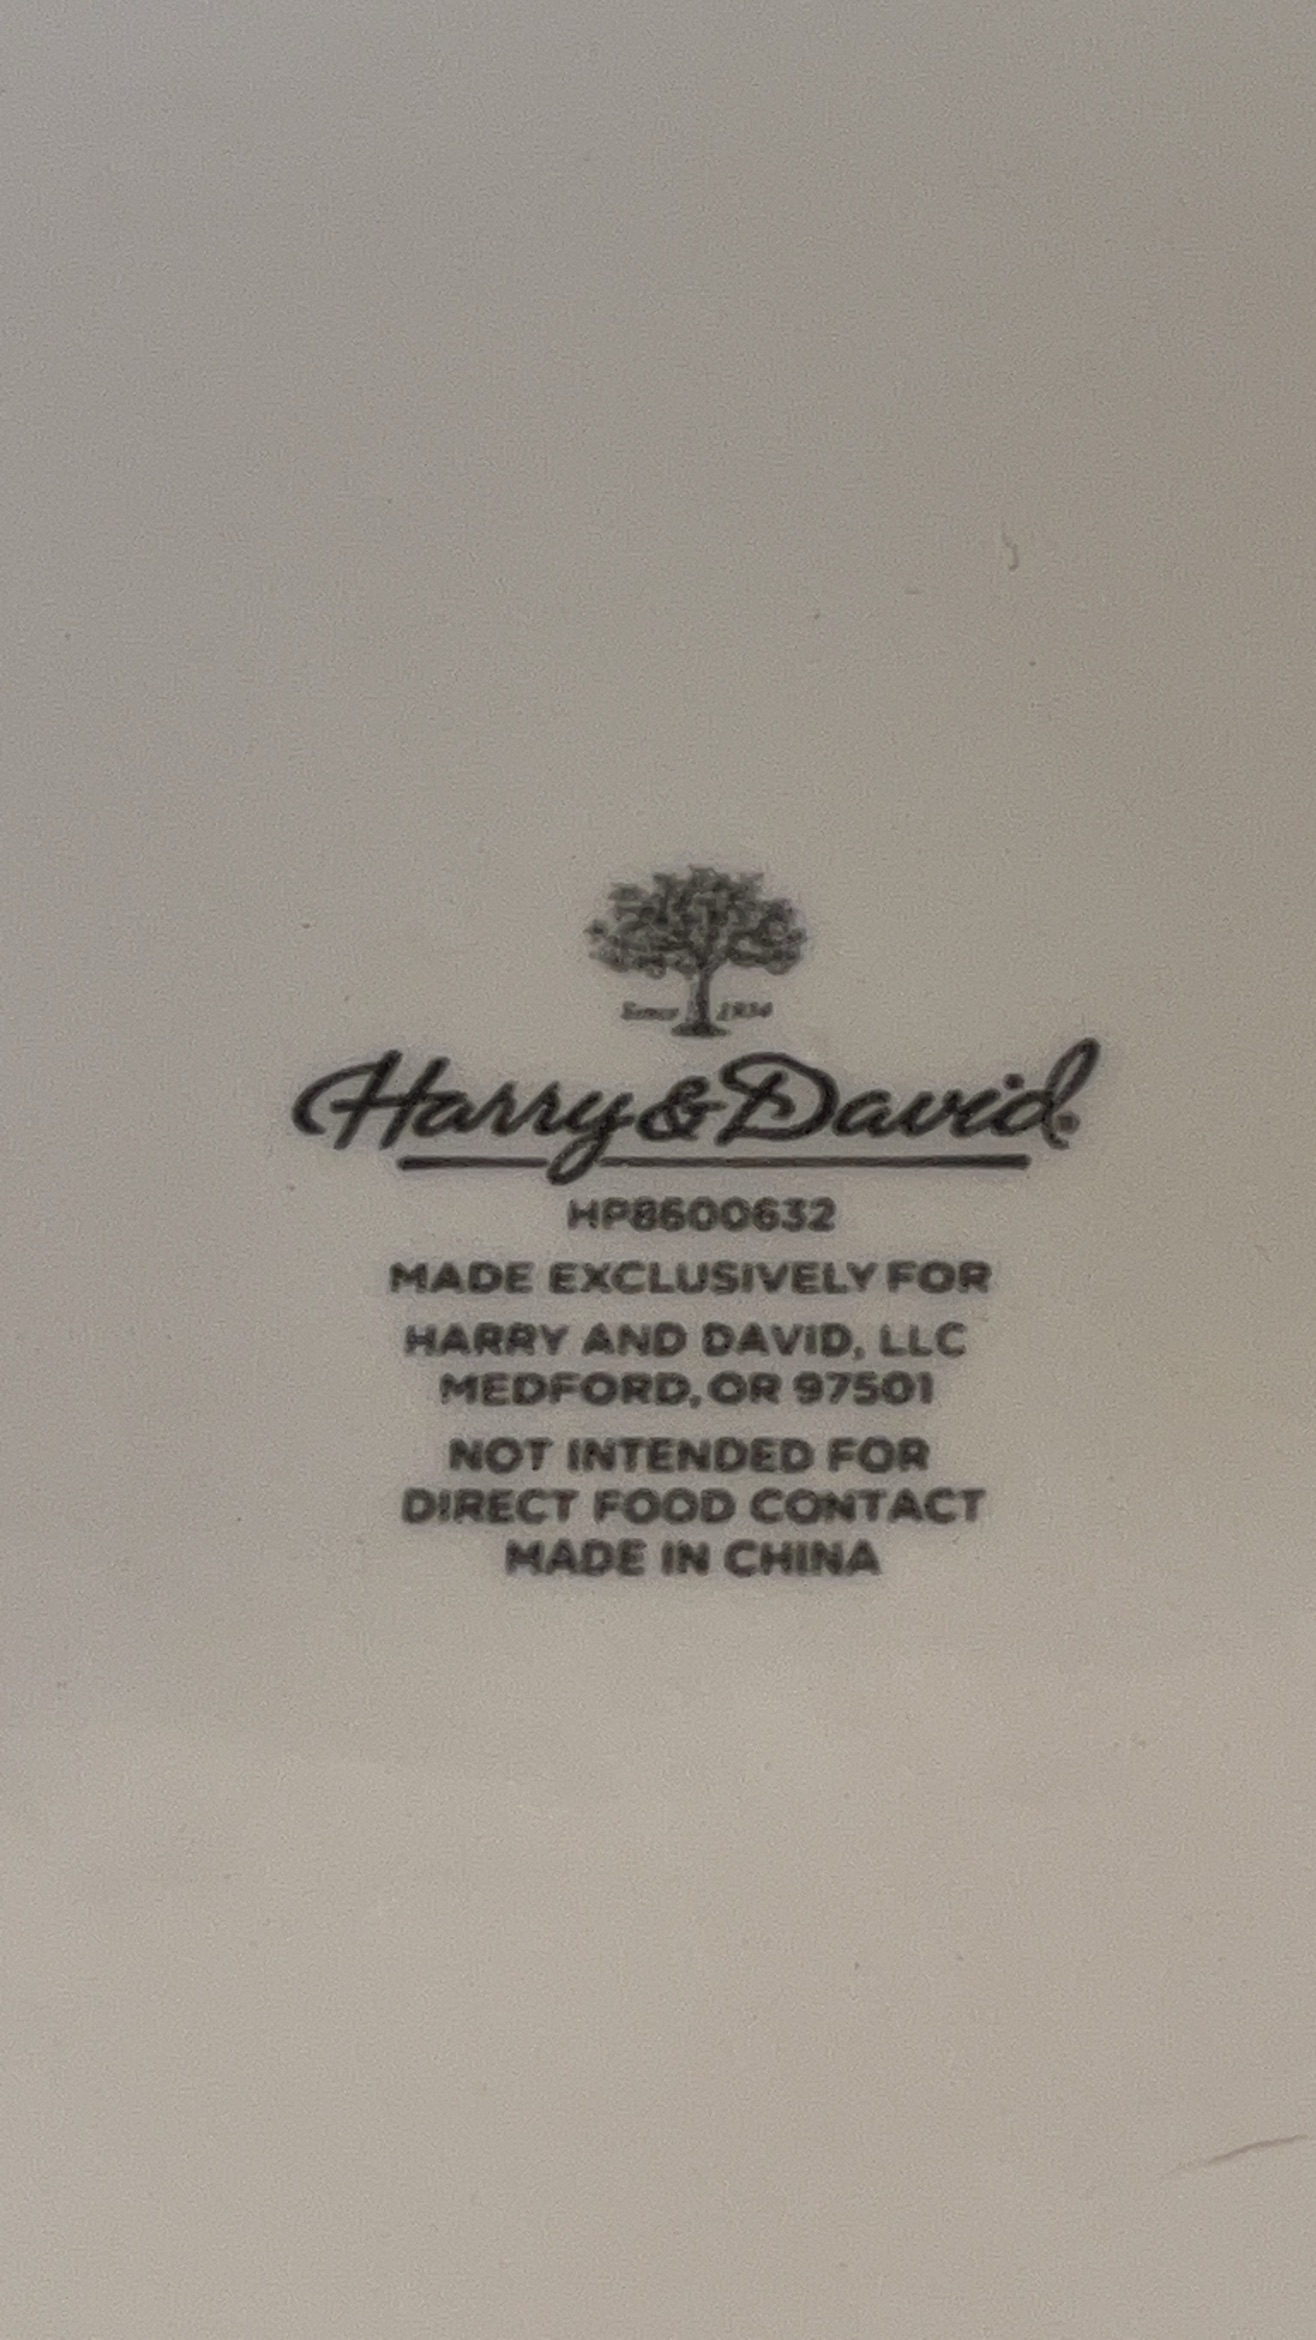 Since 1934
Harry & David®
HP8600632
MADE EXCLUSIVELY FOR
HARRY AND DAVID, LLC
MEDFORD, OR 97501
NOT INTENDED FOR
DIRECT FOOD CONTACT
MADE IN CHINA